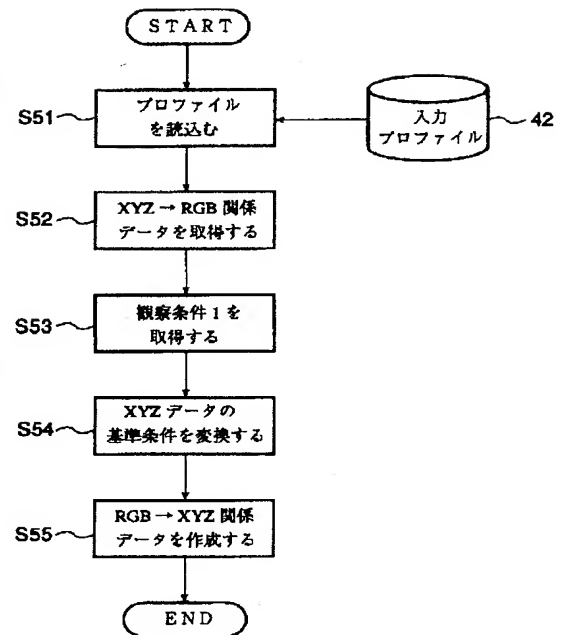 START
プロファイル
を読込む
S51
入力
プロファイル
42
XYZ → RGB 関係
データを取得する
S52
観察条件1を
取得する
S53
XYZ データの
基準条件を変換する
S54
RGB → XYZ 関係
データを作成する
S55
END